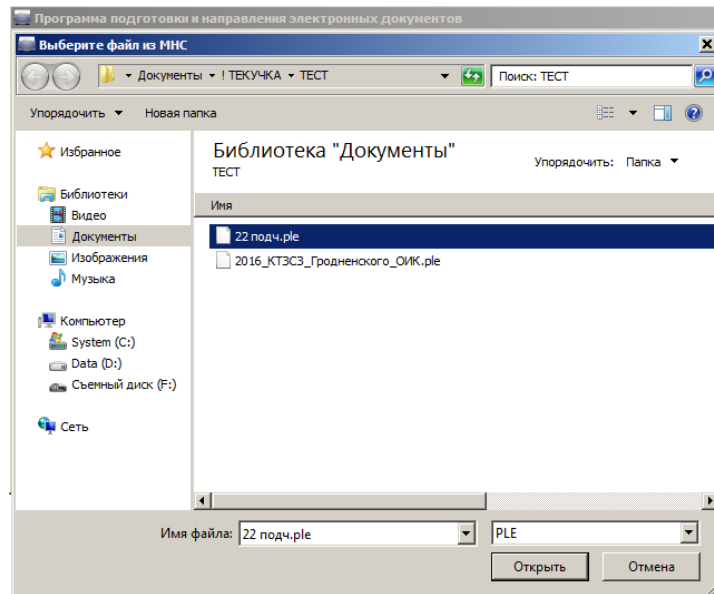 Программа подготовки и направления электронных документов
Выберите файл из МНС
Документы ! ТЕКУЧКА ТЕСТ
Поиск: ТЕСТ
Упорядочить Новая папка
Избранное
Библиотеки
Видео
Документы
Изображения
Музыка
Компьютер
System (C:)
Data (D:)
Съемный диск (F:)
Сеть
Библиотека "Документы"
ТЕСТ
Упорядочить: Папка
Имя
22 подч.ple
2016_КТЗСЗ_Гродненского_ОИК.ple
Имя файла: 22 подч.ple
PLE
Открыть Отмена